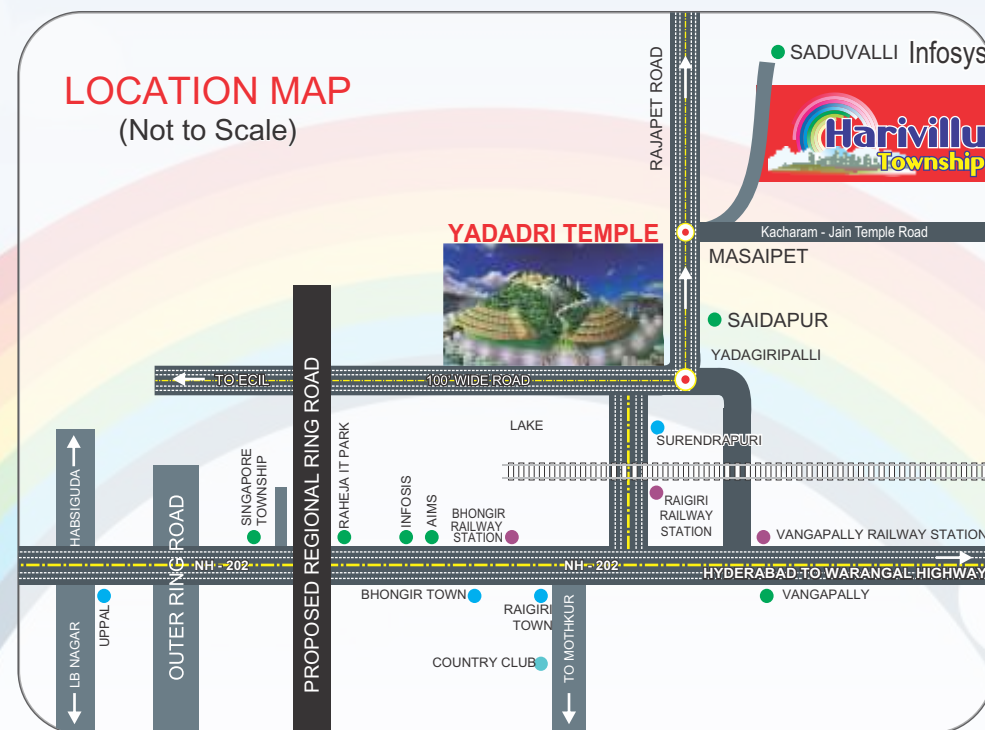 LOCATION MAP
(Not to Scale)
RAJAPET ROAD
SADUVALLI Infosys
Harivillu
Township
YADADRI TEMPLE
Kacharam - Jain Temple Road
MASAIPET
SAIDAPUR
YADAGIRIPALLI
TO ECIL
100' WIDE ROAD
LAKE
SURENDRAPURI
HABSIGUDA
OUTER RING ROAD
SINGAPORE
TOWNSHIP
PROPOSED REGIONAL RING ROAD
RAHEJA IT PARK
INFOSIS
AIMS
BHONGIR
RAILWAY
STATION
RAIGIRI
RAILWAY
STATION
VANGAPALLY RAILWAY STATION
NH - 202
NH - 202
HYDERABAD TO WARANGAL HIGHWAY
LB NAGAR
UPPAL
BHONGIR TOWN
RAIGIRI
TOWN
VANGAPALLY
COUNTRY CLUB
TO MOTHKUR